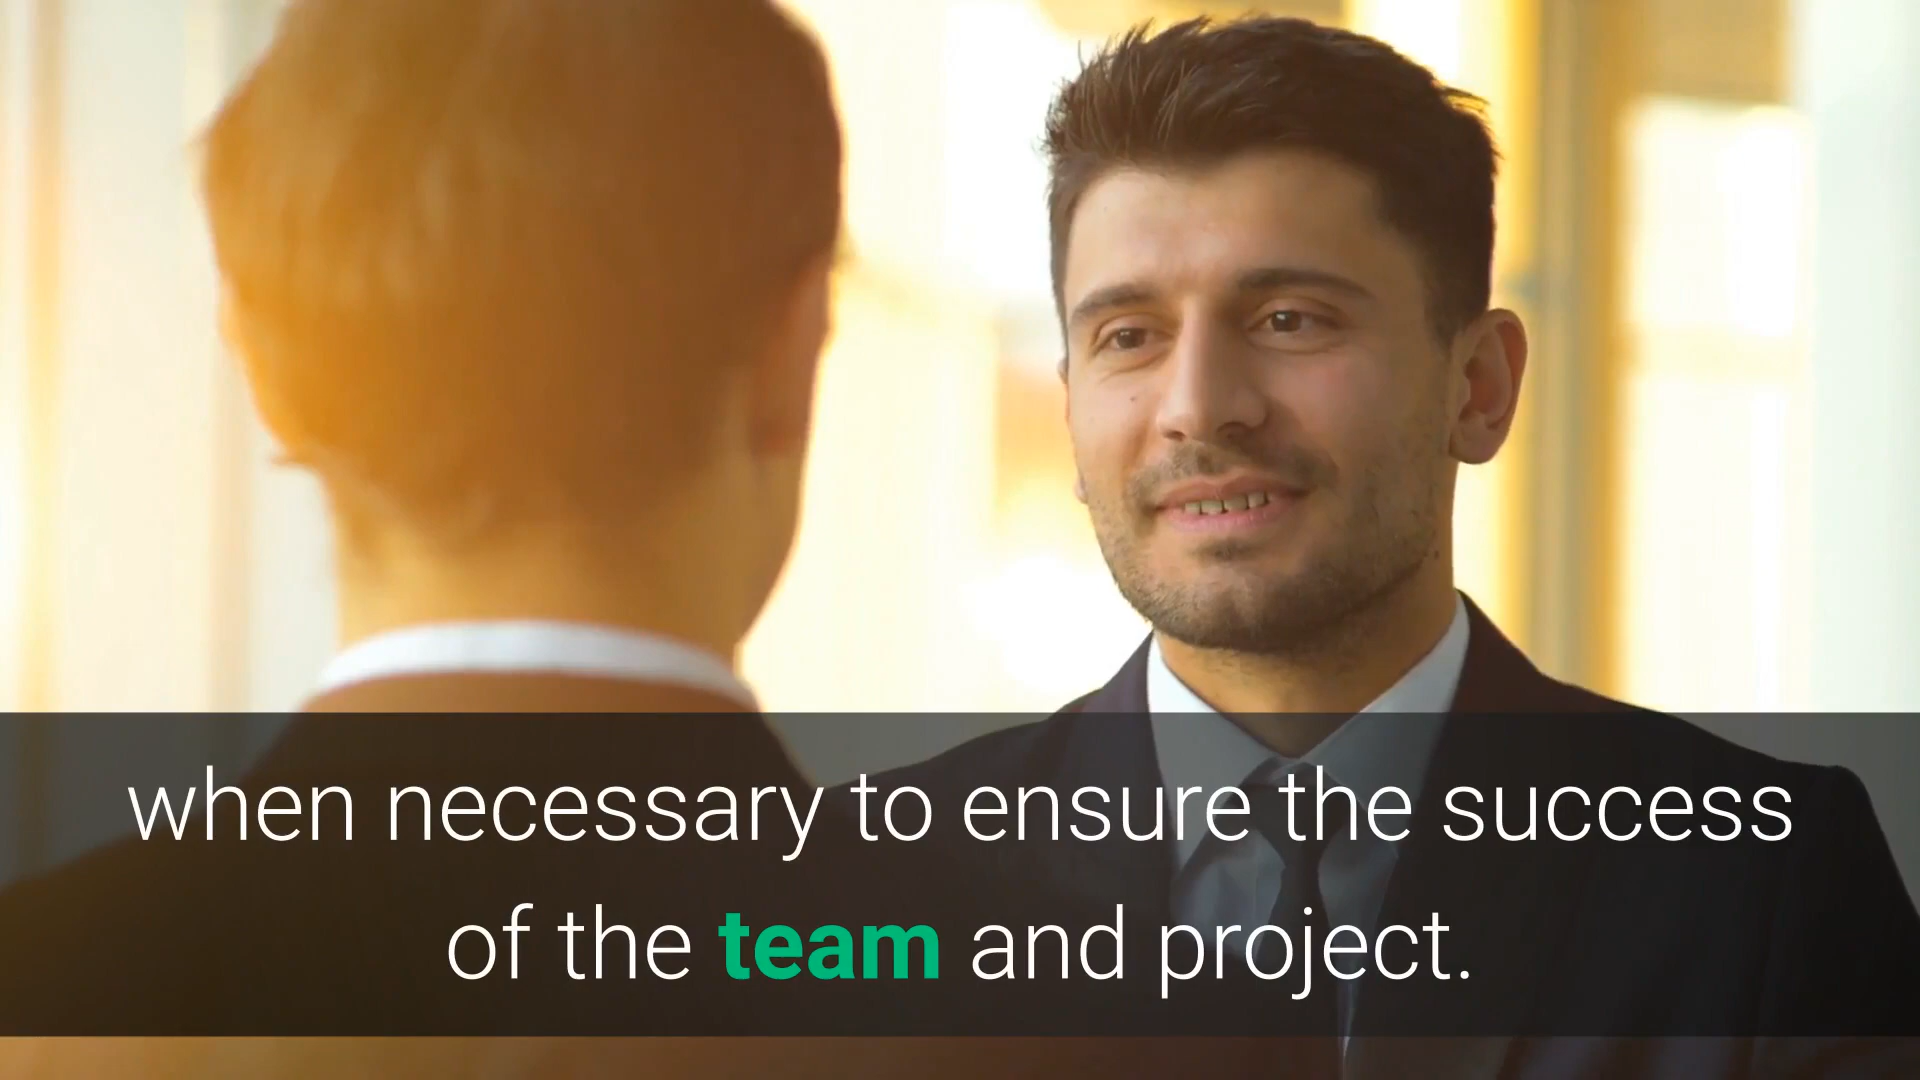 when necessary to ensure the success
of the team and project.